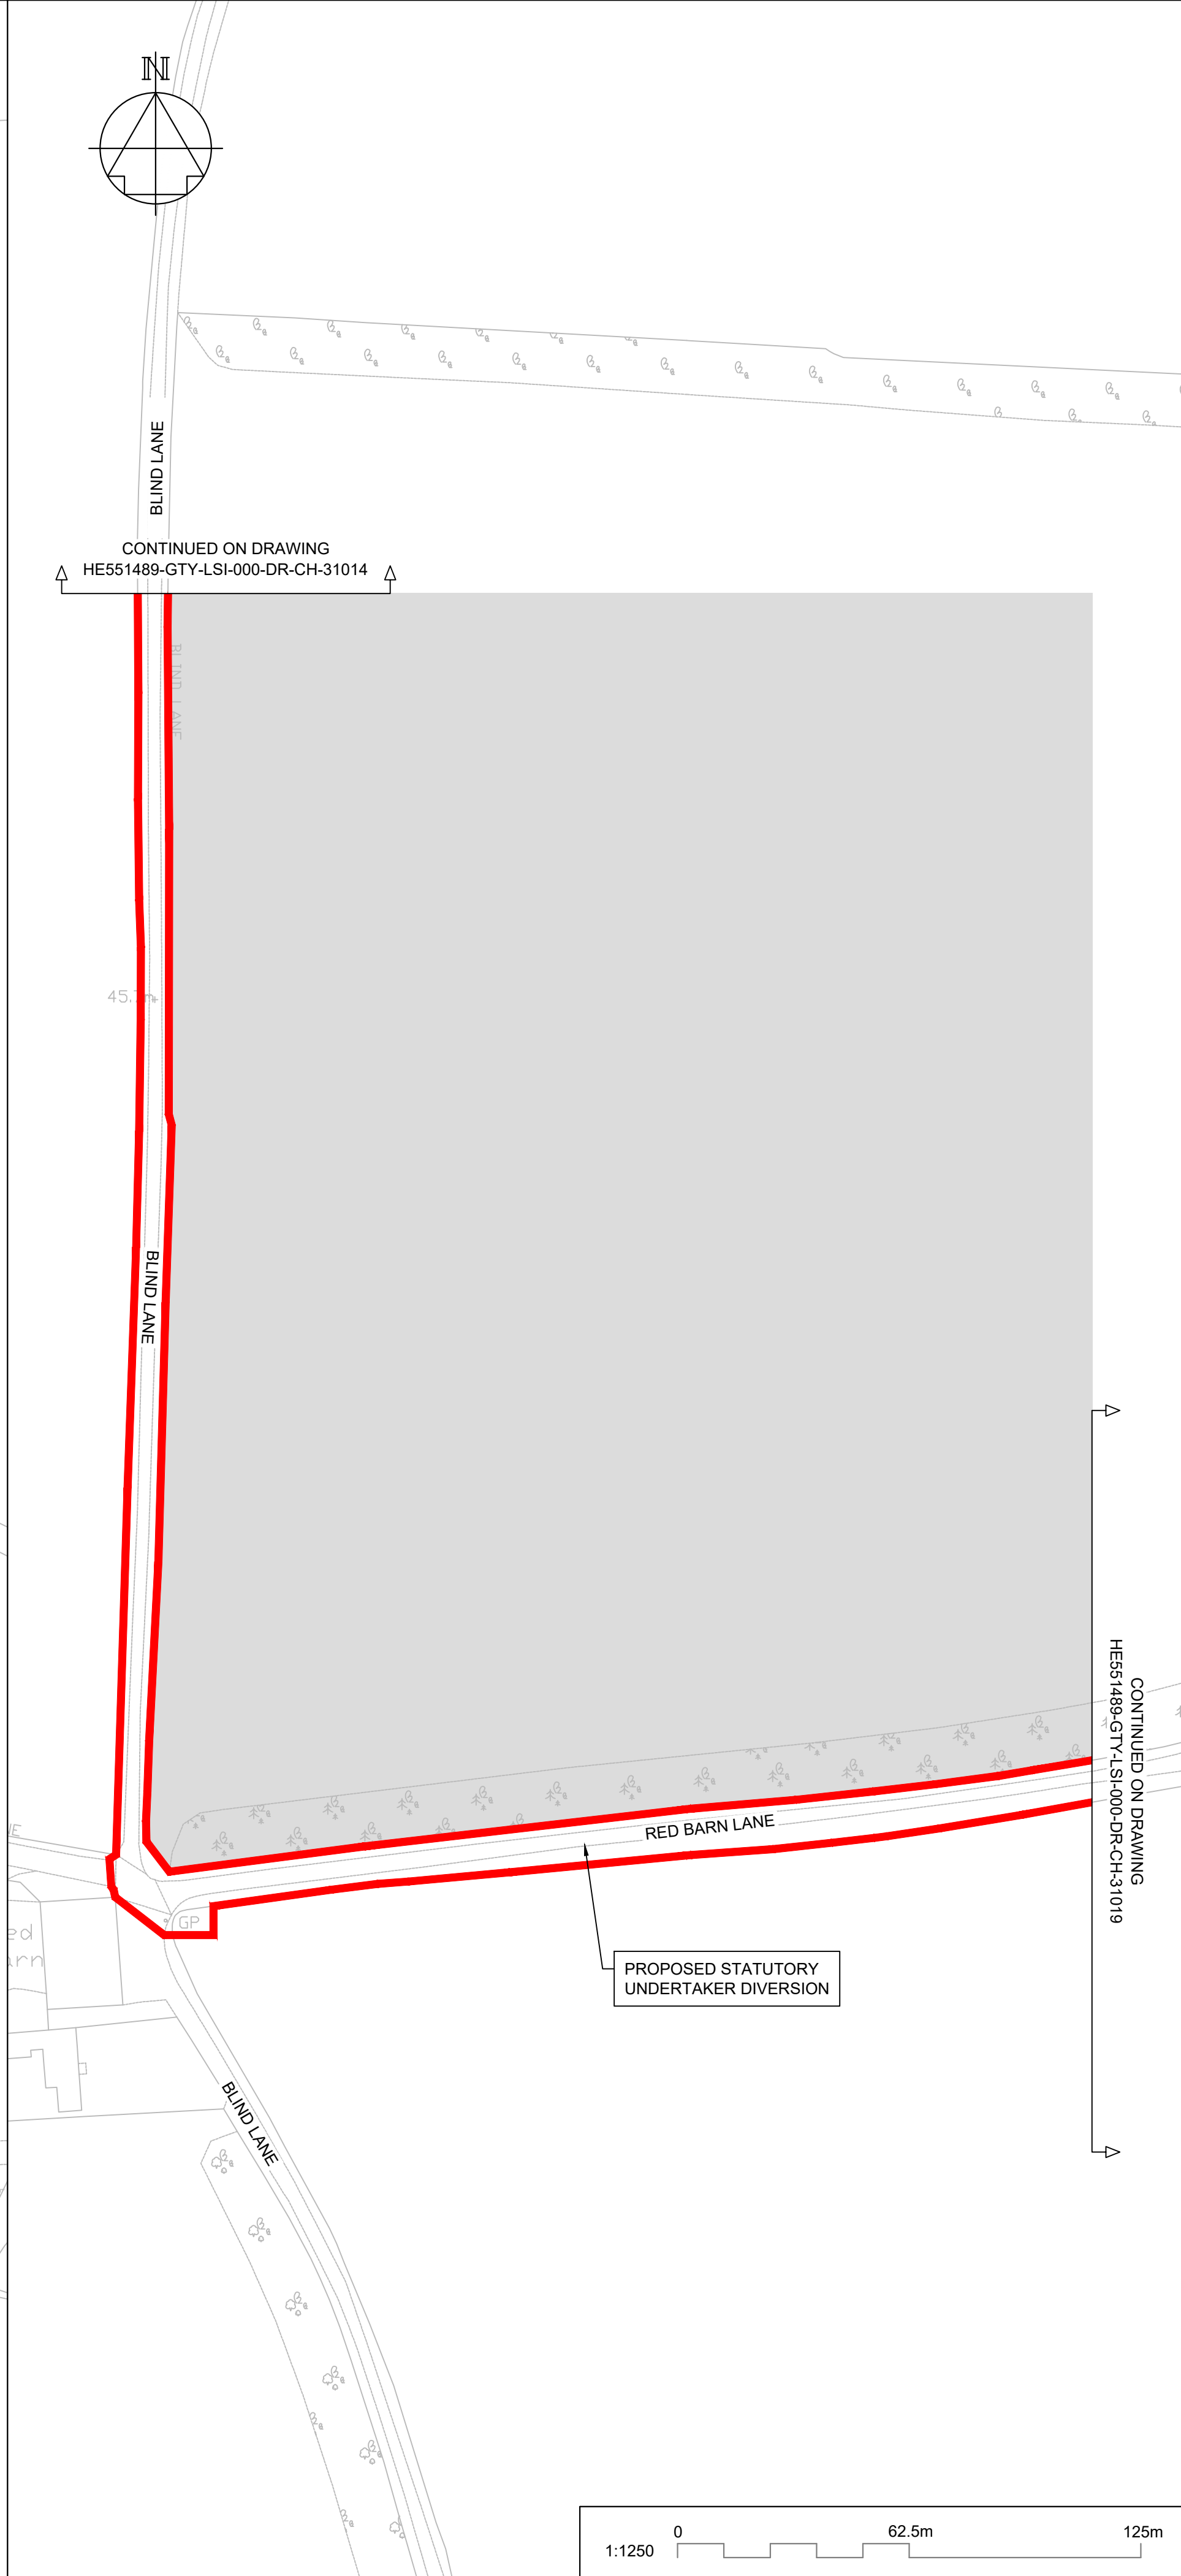 N
BLIND LANE
CONTINUED ON DRAWING
HE551489-GTY-LSI-000-DR-CH-31014
BLIND LANE
BLIND LANE
CONTINUED ON DRAWING
HE551489-GTY-LSI-000-DR-CH-31019
RED BARN LANE
GP
PROPOSED STATUTORY
UNDERTAKER DIVERSION
BLIND LANE
1:1250
0
62.5m
125m